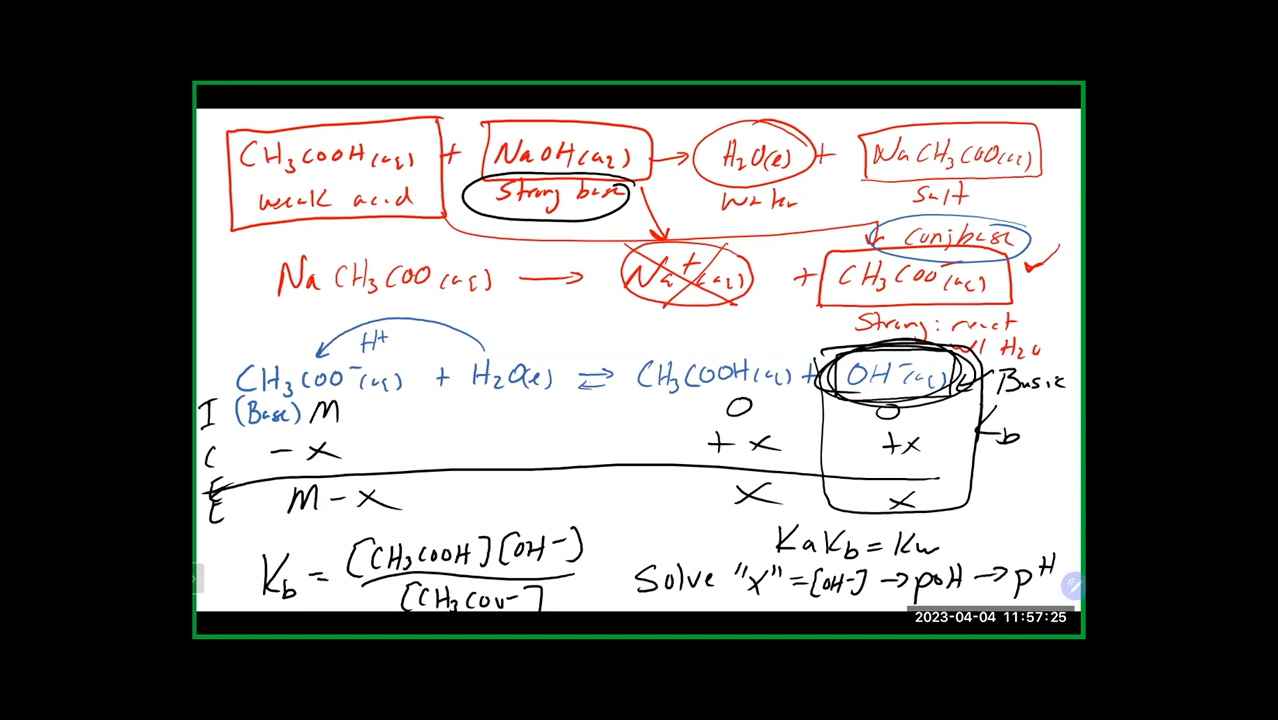 CH3COOH(aq) + NaOH(aq) → H2O(l) + NaCH3COO(aq)
weak acid strong base water salt
conj base
NaCH3COO(aq) → Na+(aq) + CH3COO-(aq)
Strong: react
w/ H2O
H+
CH3COO-(aq) + H2O(l) ⇌ CH3COOH(aq) + OH-(aq) ← Basic
I (Base) M 0 0
Kb
C -x +x +x
E M-x x x
KaKb = Kw
Kb = [CH3COOH][OH-] / [CH3COO-]
Solve "x" = [OH-] → pOH → pH
2023-04-04 11:57:25